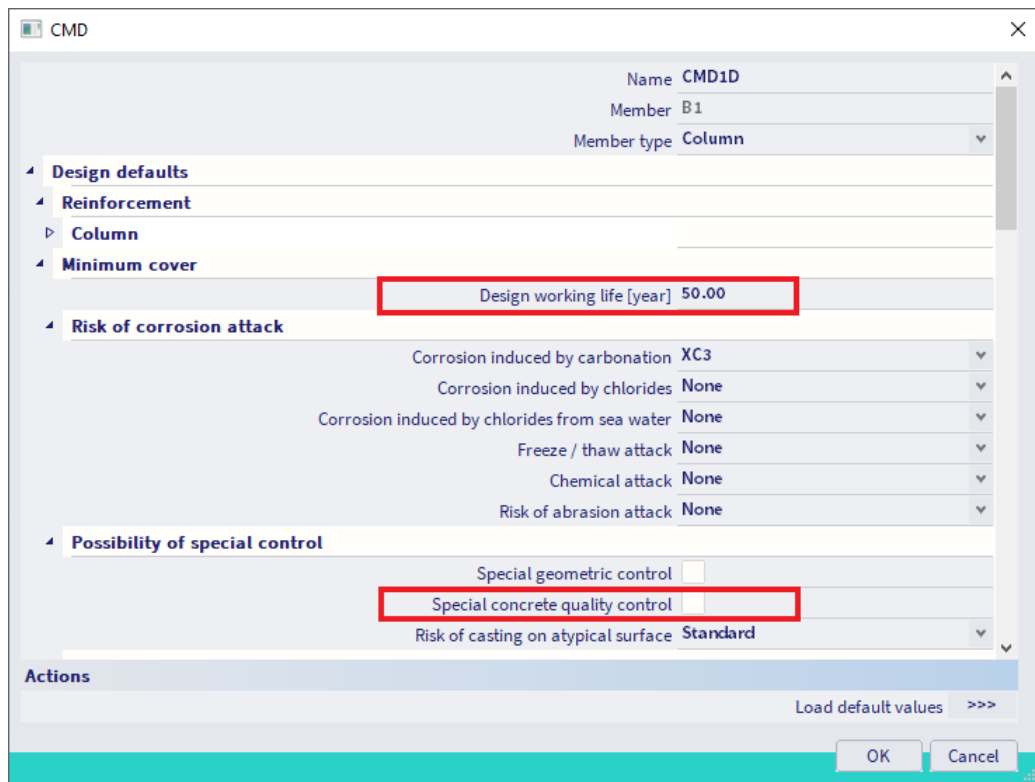 CMD
Name CMD1D
Member B1
Member type Column
Design defaults
Reinforcement
Column
Minimum cover
Design working life [year] 50.00
Risk of corrosion attack
Corrosion induced by carbonation XC3
Corrosion induced by chlorides None
Corrosion induced by chlorides from sea water None
Freeze / thaw attack None
Chemical attack None
Risk of abrasion attack None
Possibility of special control
Special geometric control
Special concrete quality control
Risk of casting on atypical surface Standard
Actions
Load default values >>>
OK Cancel